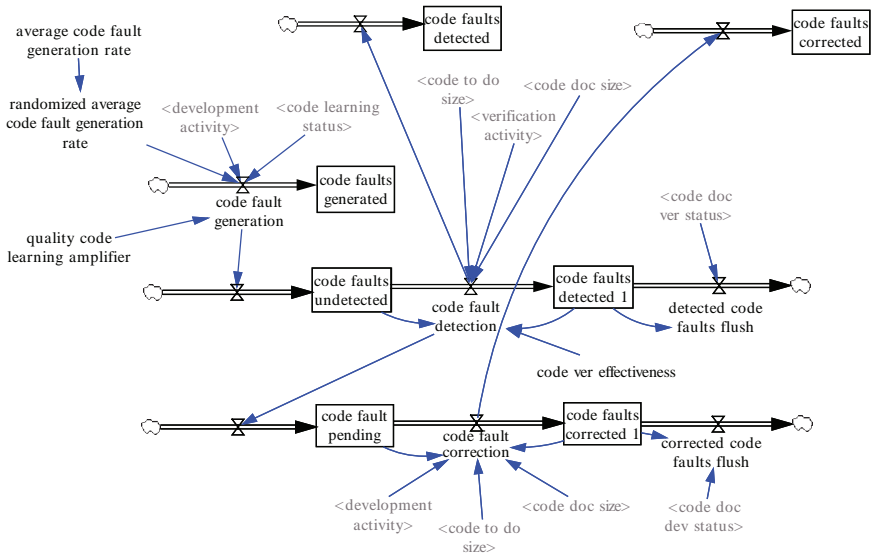 code faults
detected
code faults
corrected
average code fault
generation rate
randomized average
code fault generation
rate
<development
activity>
<code learning
status>
<code to do
size>
<code doc size>
<verification
activity>
code faults
generated
code fault
generation
quality code
learning amplifier
<code doc
ver status>
code faults
undetected
code fault
detection
code faults
detected 1
detected code
faults flush
code ver effectiveness
code fault
pending
code fault
correction
code faults
corrected 1
corrected code
faults flush
<development
activity>
<code to do
size>
<code doc size>
<code doc
dev status>